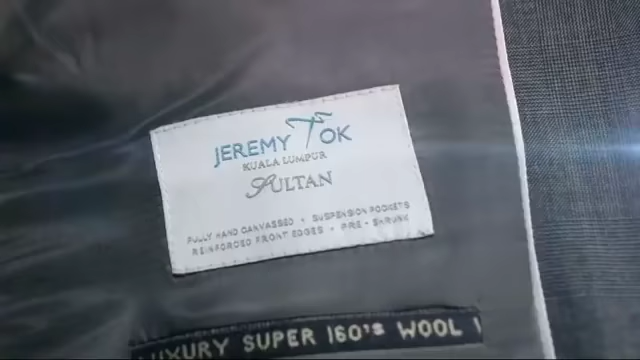 JEREMY TOK
KUALA LUMPUR
SULTAN
FULLY HAND CANVASSED • SUSPENSION POCKETS
REINFORCED FRONT EDGES • PRE - SHRUNK
LUXURY SUPER 160'S WOOL